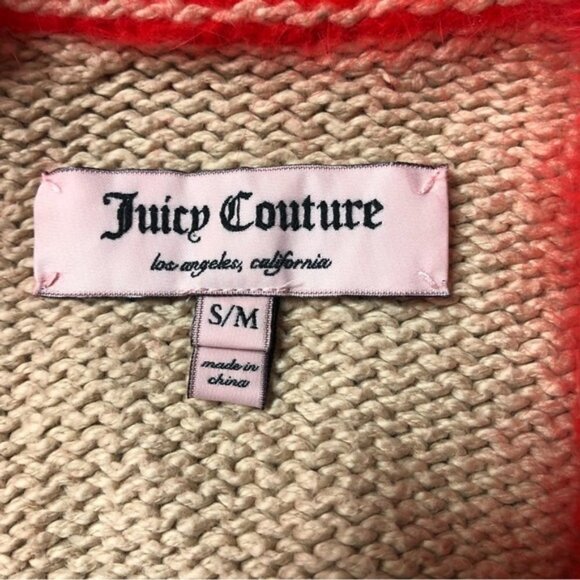 Juicy Couture
los angeles, california
S/M
made in
china